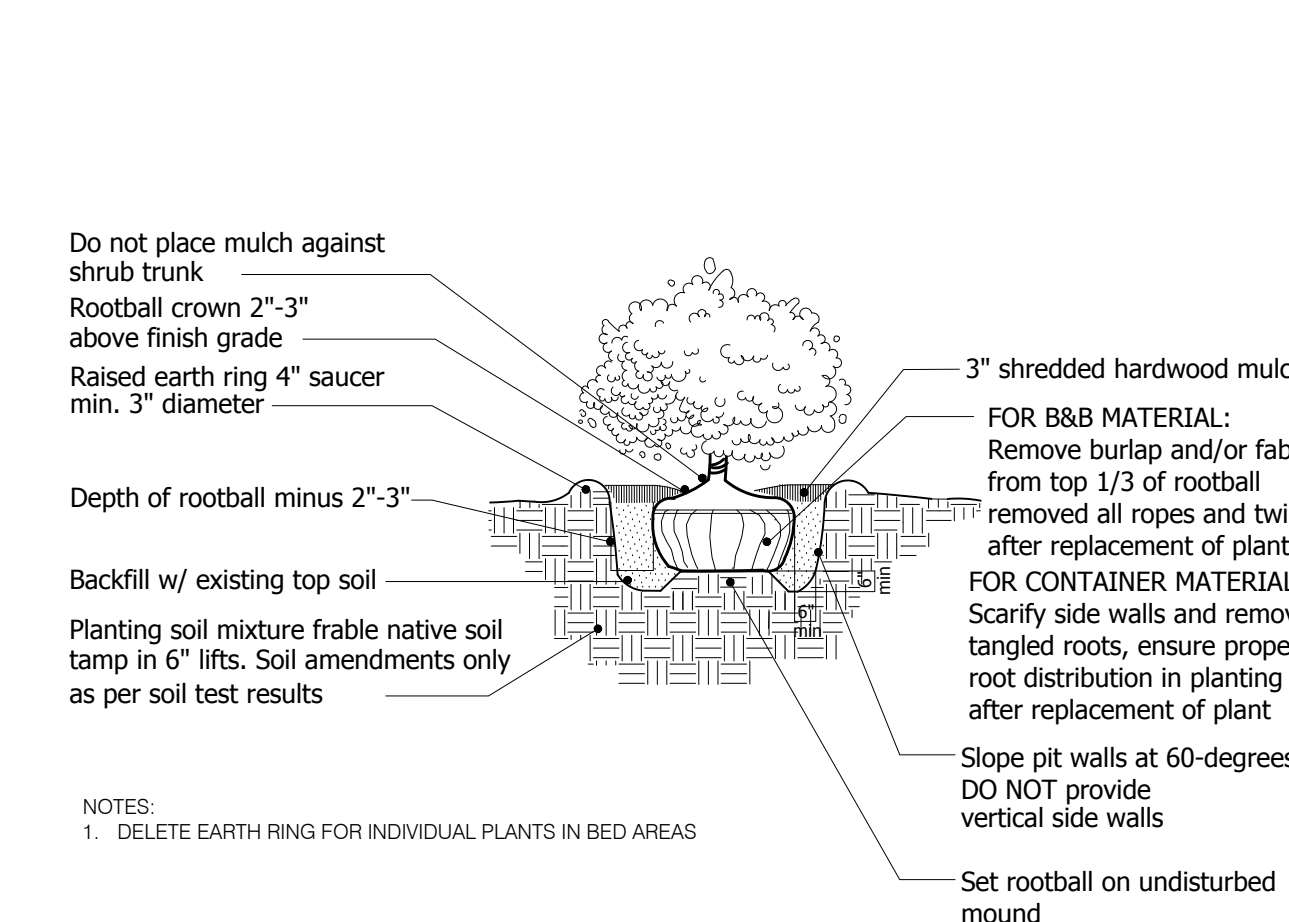 Do not place mulch against
shrub trunk
Rootball crown 2"-3"
above finish grade
Raised earth ring 4" saucer
min. 3" diameter
Depth of rootball minus 2"-3"
Backfill w/ existing top soil
Planting soil mixture frable native soil
tamp in 6" lifts. Soil amendments only
as per soil test results
NOTES:
1. DELETE EARTH RING FOR INDIVIDUAL PLANTS IN BED AREAS
6"
min
6"
min
3" shredded hardwood mulc
FOR B&B MATERIAL:
Remove burlap and/or fab
from top 1/3 of rootball
removed all ropes and twi
after replacement of plant
FOR CONTAINER MATERIAL
Scarify side walls and remov
tangled roots, ensure prope
root distribution in planting
after replacement of plant
Slope pit walls at 60-degrees
DO NOT provide
vertical side walls
Set rootball on undisturbed
mound